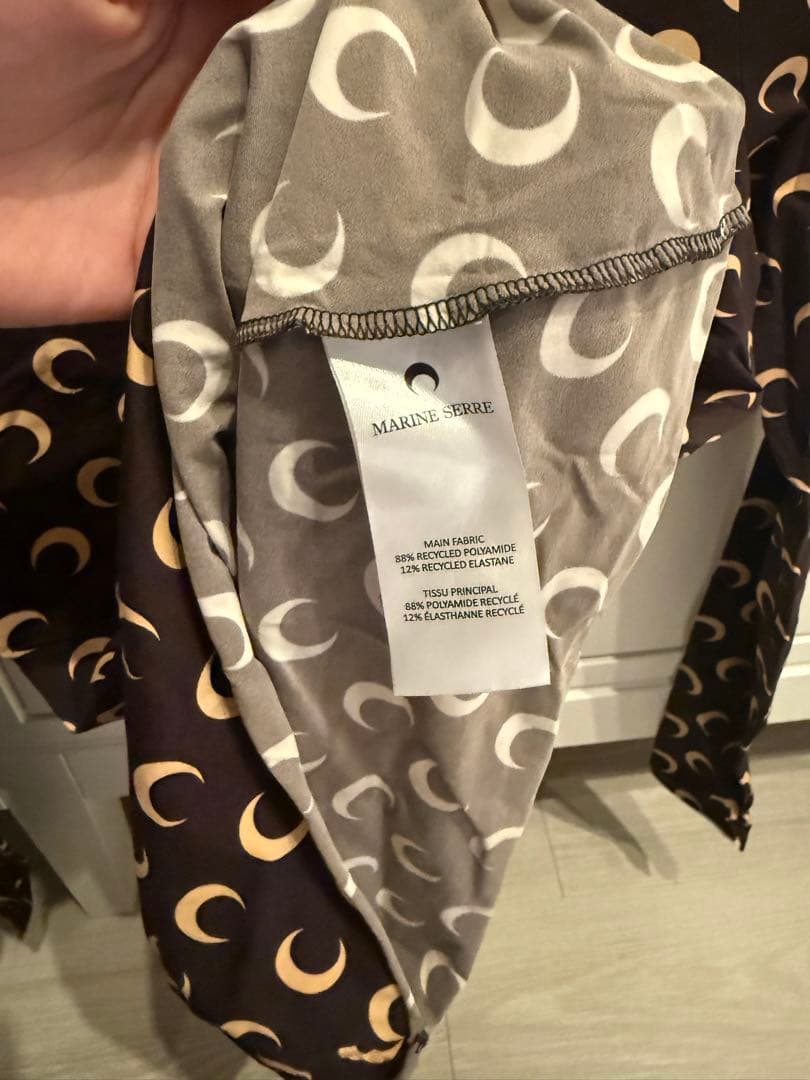 MARINE SERRE
MAIN FABRIC
88% RECYCLED POLYAMIDE
12% RECYCLED ELASTANE
TISSU PRINCIPAL
88% POLYAMIDE RECYCLÉ
12% ÉLASTHANNE RECYCLÉ